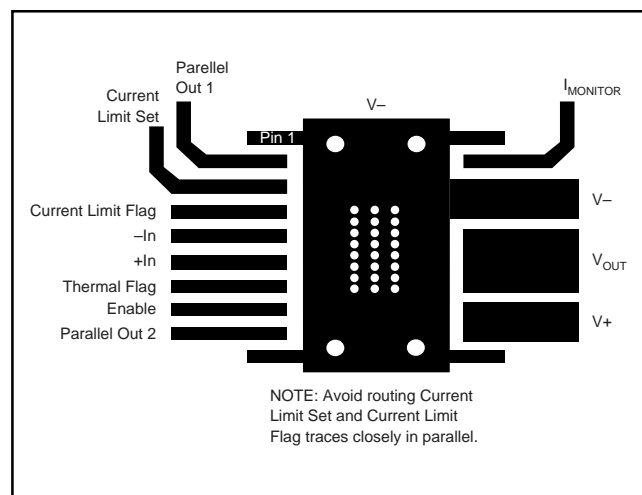 Parellel
Out 1
Current
Limit Set
V–
I_MONITOR
Pin 1
V–
Current Limit Flag
–In
+In
V_OUT
Thermal Flag
Enable
V+
Parallel Out 2
NOTE: Avoid routing Current
Limit Set and Current Limit
Flag traces closely in parallel.